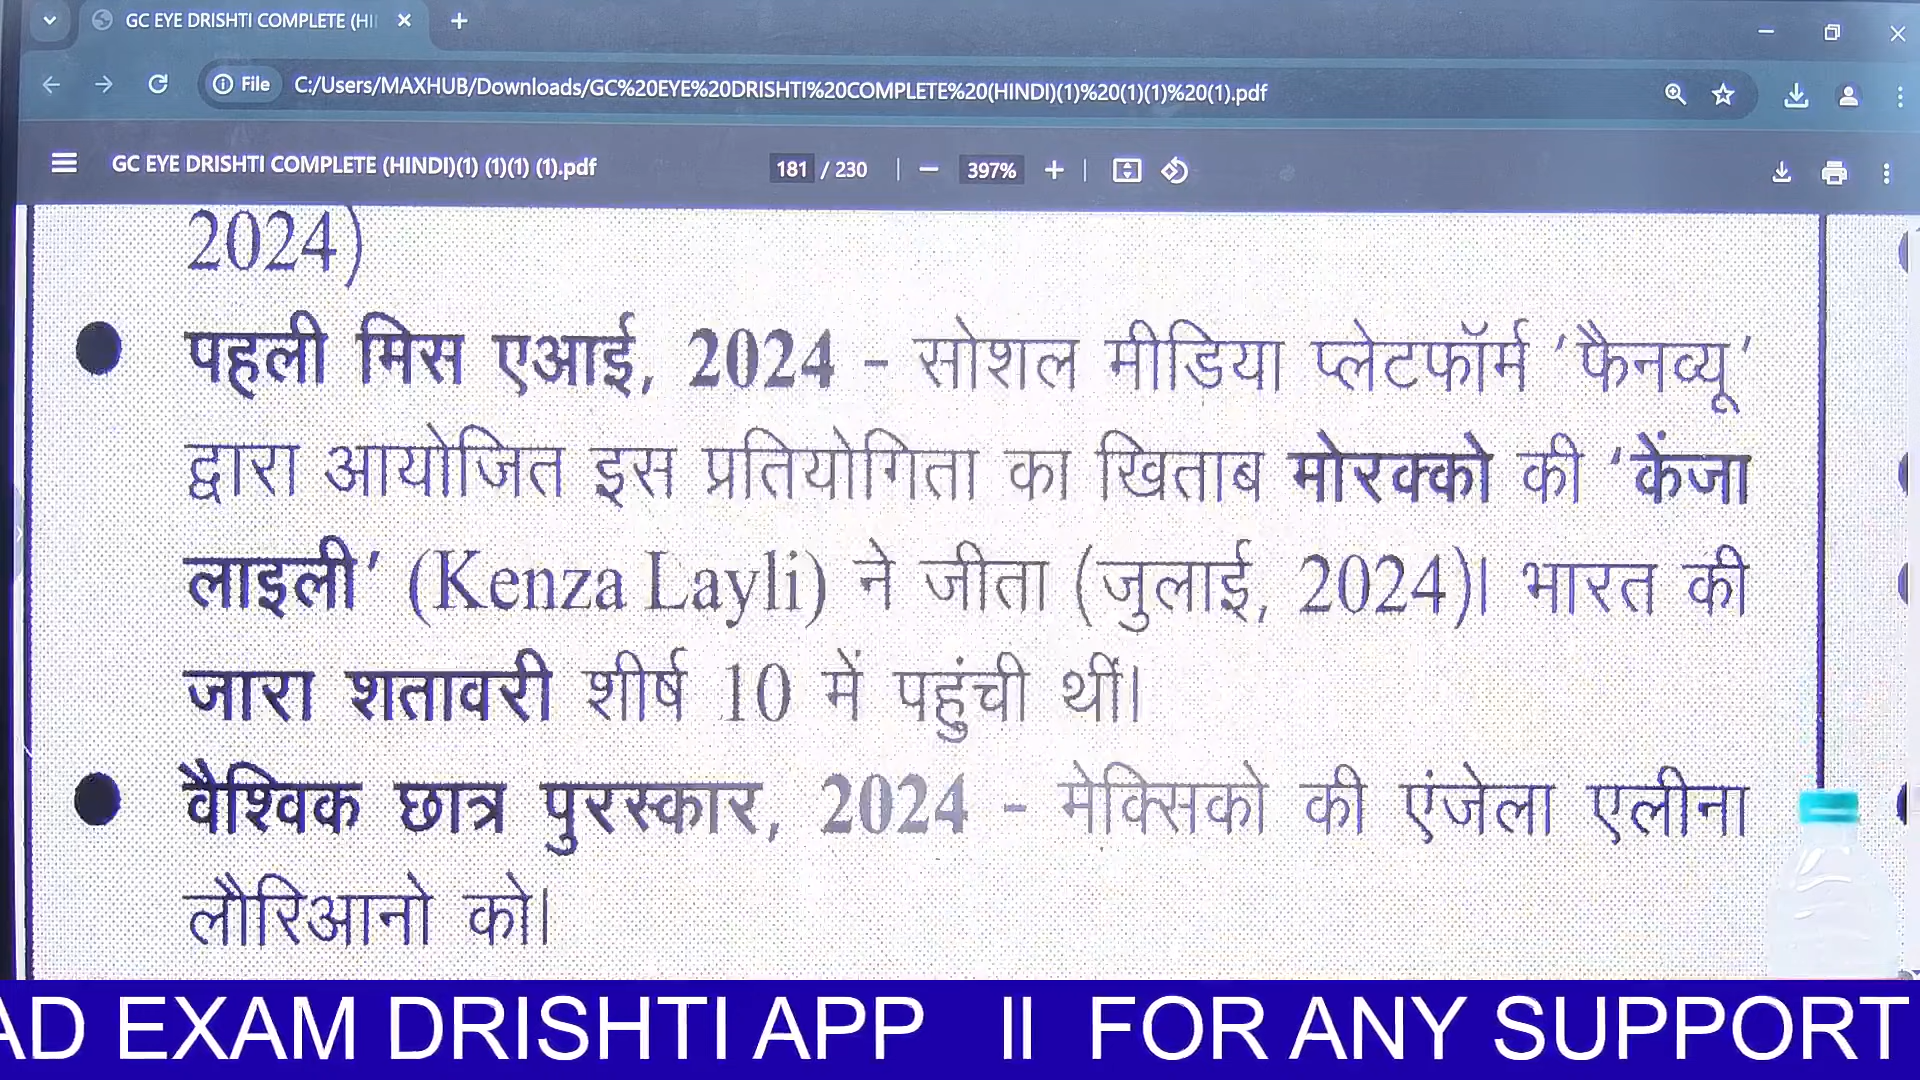 GC EYE DRISHTI COMPLETE (HI
File C:/Users/MAXHUB/Downloads/GC%20EYE%20DRISHTI%20COMPLETE%20(HINDI)(1)%20(1)(1)%20(1).pdf
GC EYE DRISHTI COMPLETE (HINDI)(1) (1)(1) (1).pdf 181 / 230 397%
2024)
● पहली मिस एआई, 2024 - सोशल मीडिया प्लेटफॉर्म 'फैनव्यू'
द्वारा आयोजित इस प्रतियोगिता का खिताब मोरक्को की 'केंजा
लाइली' (Kenza Layli) ने जीता (जुलाई, 2024)। भारत की
जारा शतावरी शीर्ष 10 में पहुंची थीं।
● वैश्विक छात्र पुरस्कार, 2024 - मेक्सिको की एंजेला एलीना
लौरिआनो को।
AD EXAM DRISHTI APP || FOR ANY SUPPORT